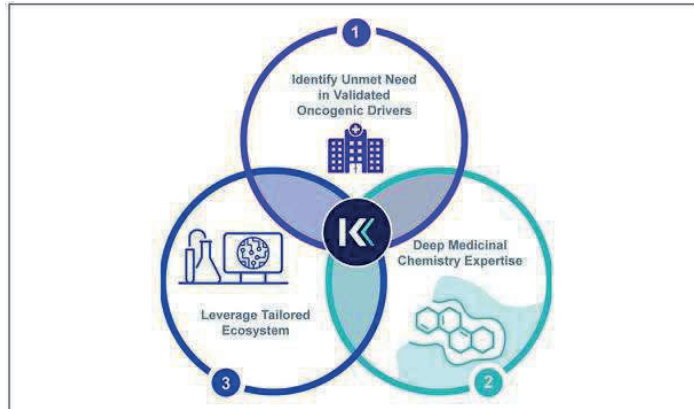 1
Identify Unmet Need
in Validated
Oncogenic Drivers
K
Deep Medicinal
Chemistry Expertise
Leverage Tailored
Ecosystem
3
2